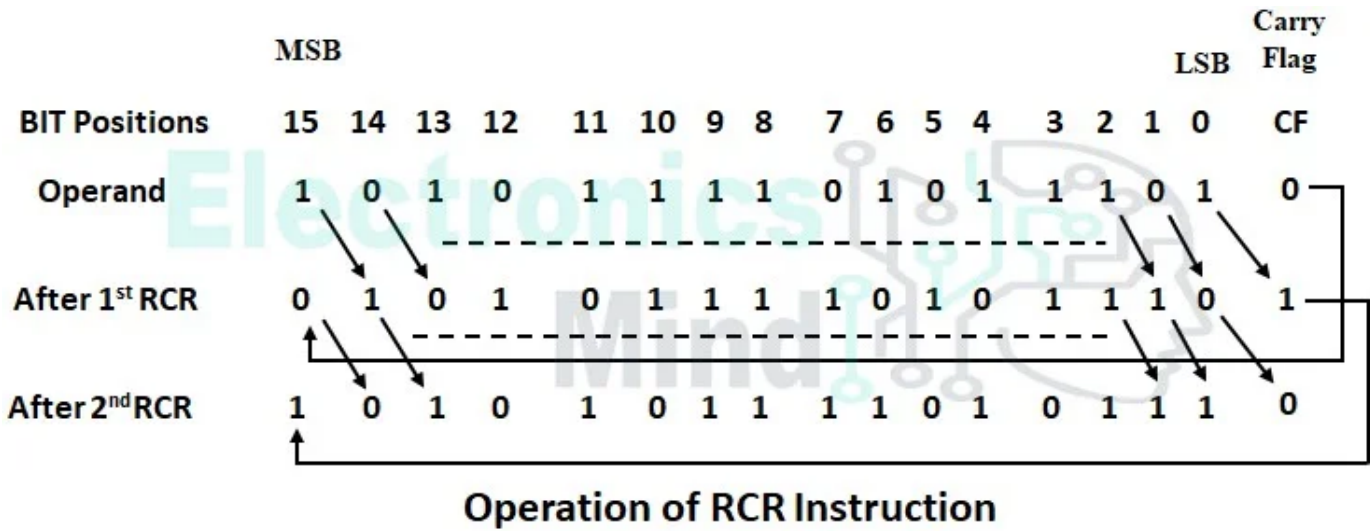 MSB LSB Carry Flag
BIT Positions 15 14 13 12 11 10 9 8 7 6 5 4 3 2 1 0 CF
Operand 1 0 1 0 1 1 1 1 0 1 0 1 1 1 0 1 0
Electronics
After 1st RCR 0 1 0 1 0 1 1 1 1 0 1 0 1 1 1 0 1
Mind
After 2nd RCR 1 0 1 0 1 0 1 1 1 1 0 1 0 1 1 1 0
Operation of RCR Instruction